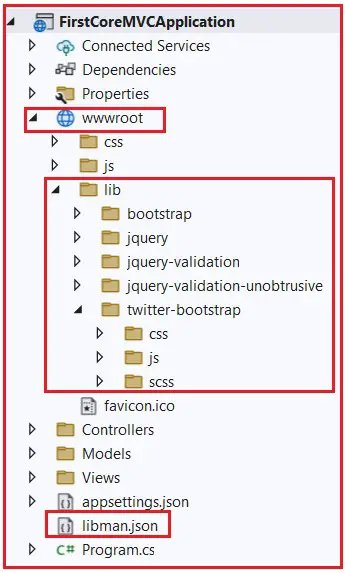 FirstCoreMVCApplication
Connected Services
Dependencies
Properties
wwwroot
css
js
lib
bootstrap
jquery
jquery-validation
jquery-validation-unobtrusive
twitter-bootstrap
css
js
scss
favicon.ico
Controllers
Models
Views
appsettings.json
libman.json
C# Program.cs